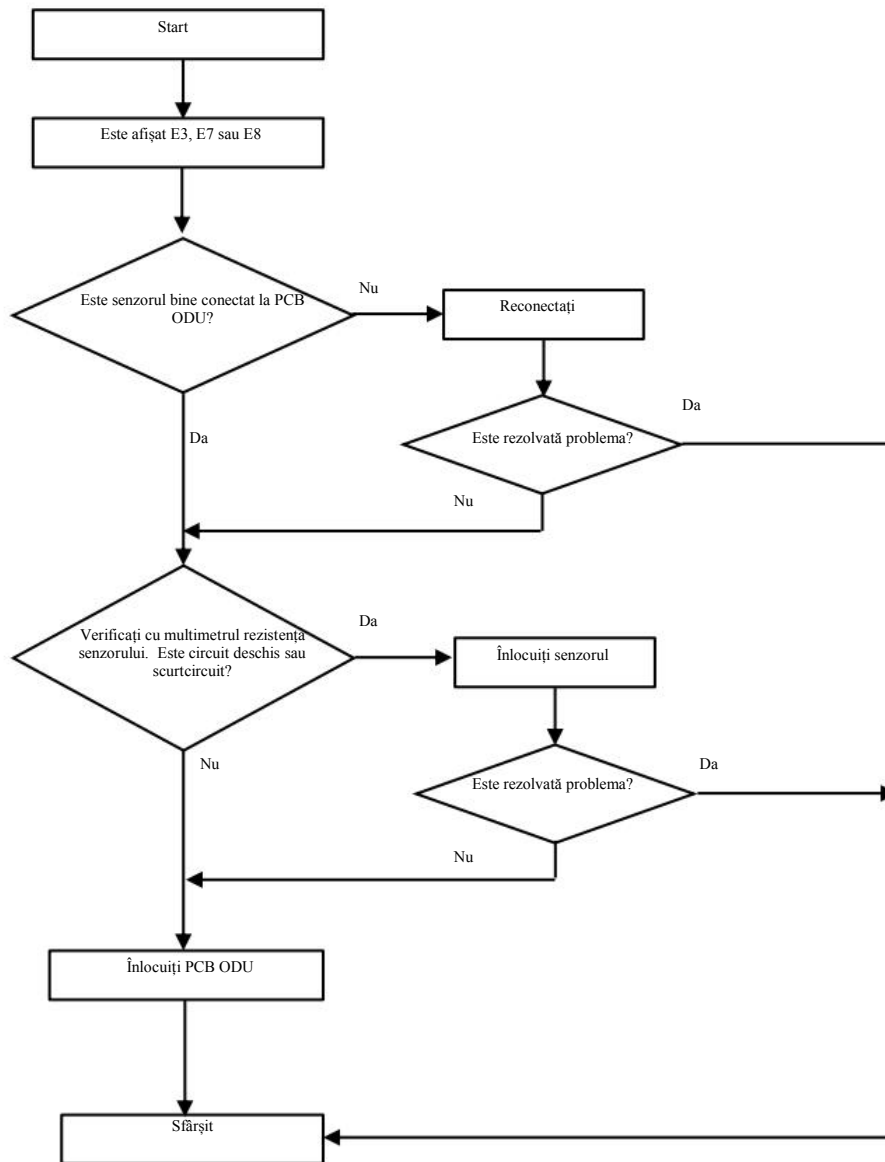 Start
Este afișat E3, E7 sau E8
Este senzorul bine conectat la PCB
ODU?
Nu
Reconectați
Da
Da
Este rezolvată problema?
Nu
Verificați cu multimetrul rezistența
senzorului. Este circuit deschis sau
scurtcircuit?
Da
Înlocuiți senzorul
Nu
Este rezolvată problema?
Da
Nu
Înlocuiți PCB ODU
Sfârșit